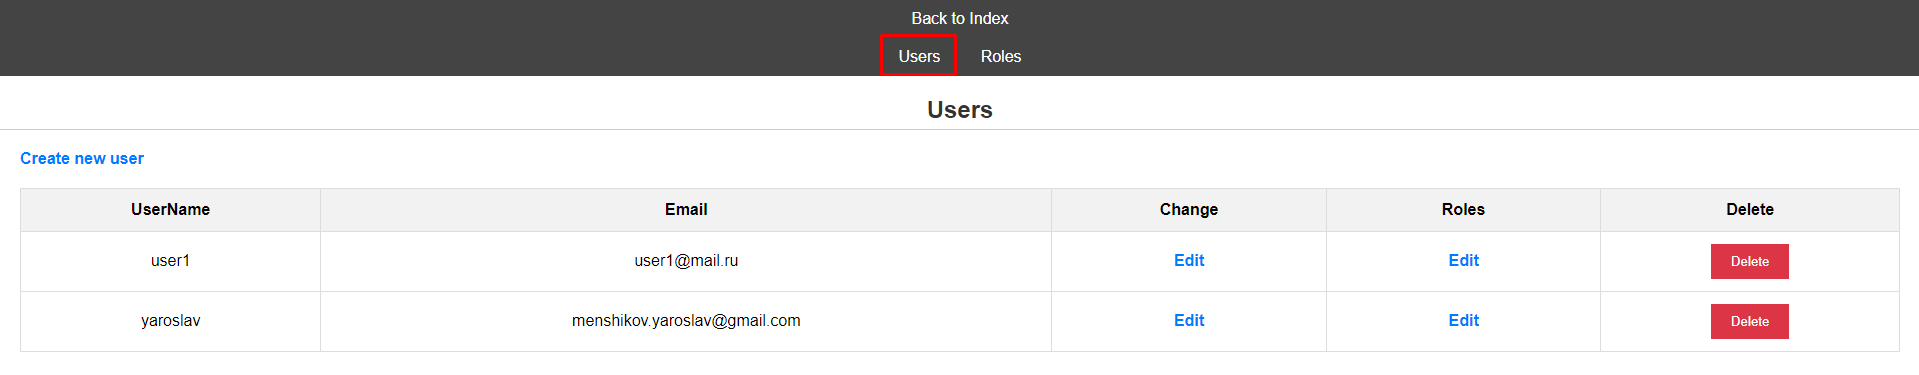 Back to Index
Users Roles
Users
Create new user
UserName Email Change Roles Delete
user1 user1@mail.ru Edit Edit Delete
yaroslav menshikov.yaroslav@gmail.com Edit Edit Delete